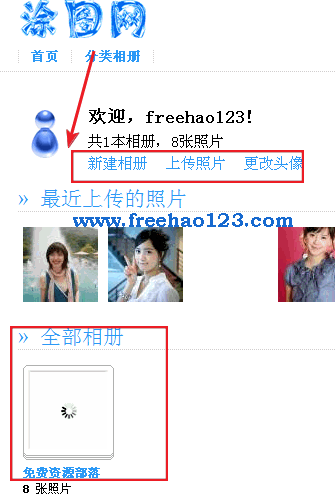 涂图网
首页 分类相册
欢迎，freehao123！
共1本相册，8张照片
新建相册 上传照片 更改头像
» 最近上传的照片
www.freehao123.com
» 全部相册
免费资源部落
8 张照片